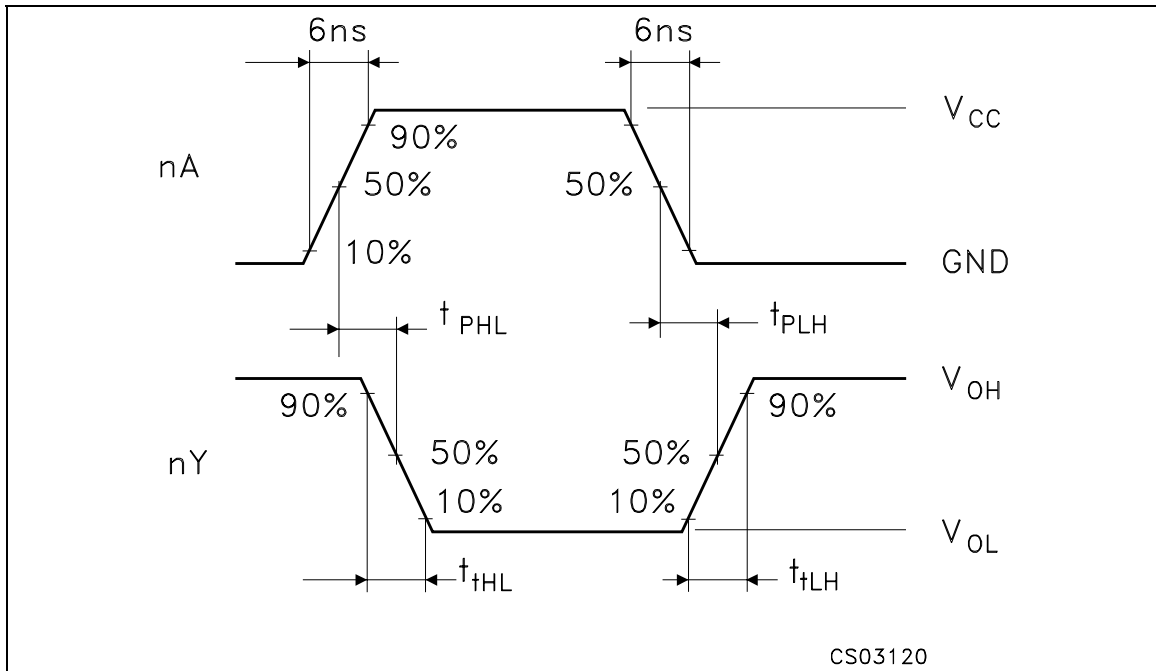 6ns 6ns
V_CC
90%
nA
50% 50%
10%
GND
t_PHL t_PLH
V_OH
90% 90%
nY
50% 50%
10% 10%
V_OL
t_tHL t_tLH
CS03120